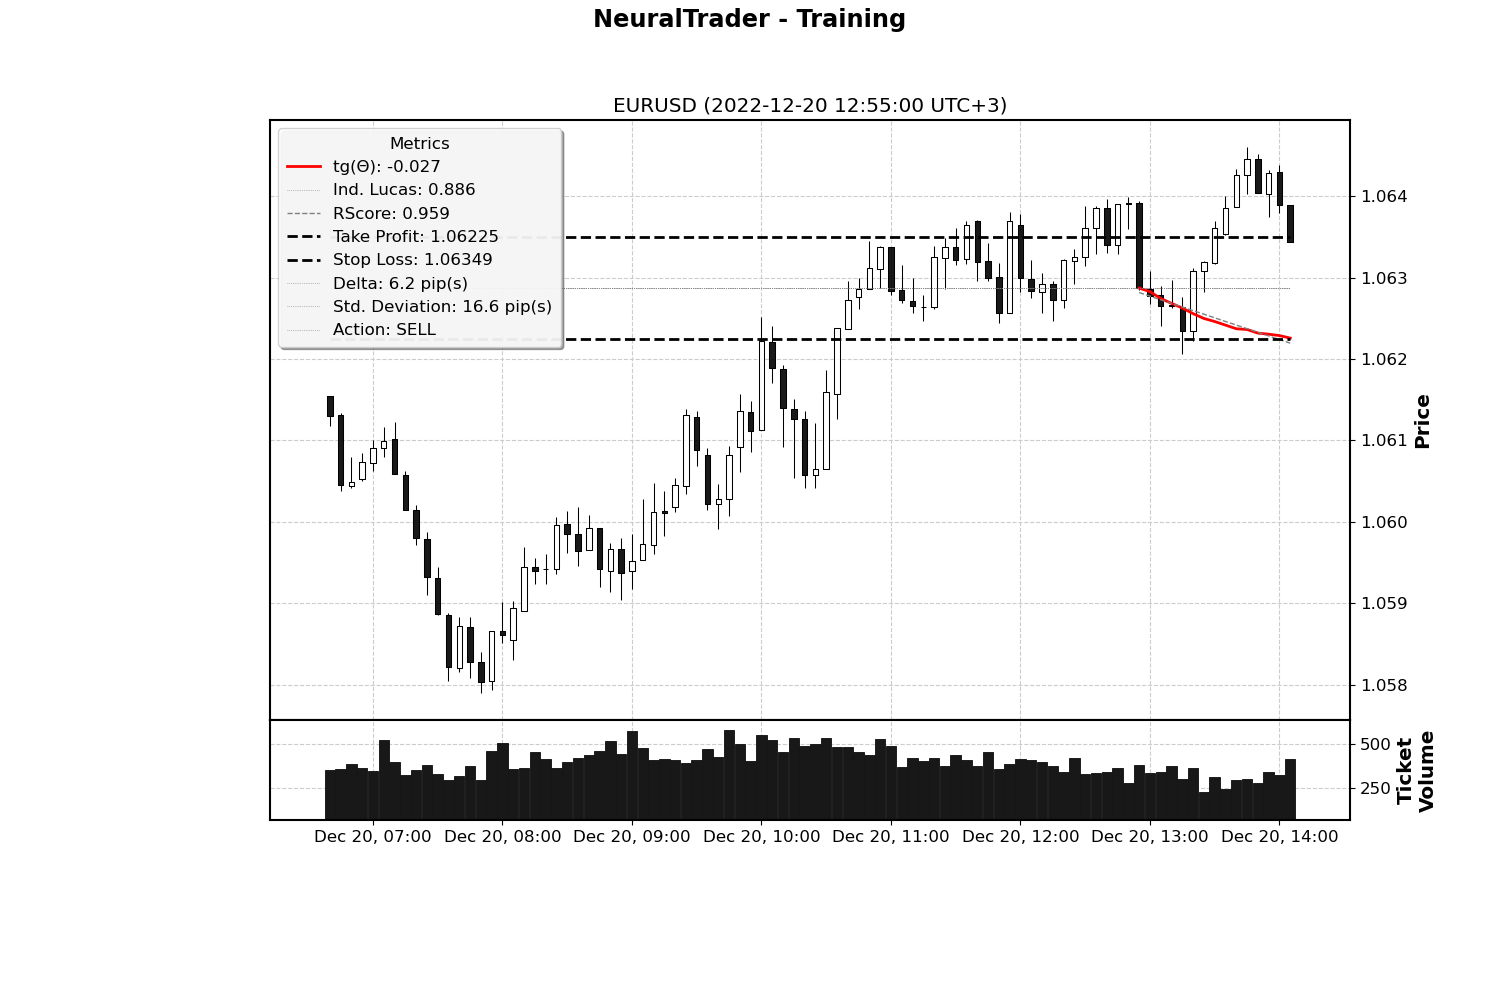 NeuralTrader - Training
EURUSD (2022-12-20 12:55:00 UTC+3)
Metrics
tg(Θ): -0.027
Ind. Lucas: 0.886
RScore: 0.959
Take Profit: 1.06225
Stop Loss: 1.06349
Delta: 6.2 pip(s)
Std. Deviation: 16.6 pip(s)
Action: SELL
1.064
1.063
1.062
1.061
1.060
1.059
1.058
Price
500
250
Ticket
Volume
Dec 20, 07:00 Dec 20, 08:00 Dec 20, 09:00 Dec 20, 10:00 Dec 20, 11:00 Dec 20, 12:00 Dec 20, 13:00 Dec 20, 14:00